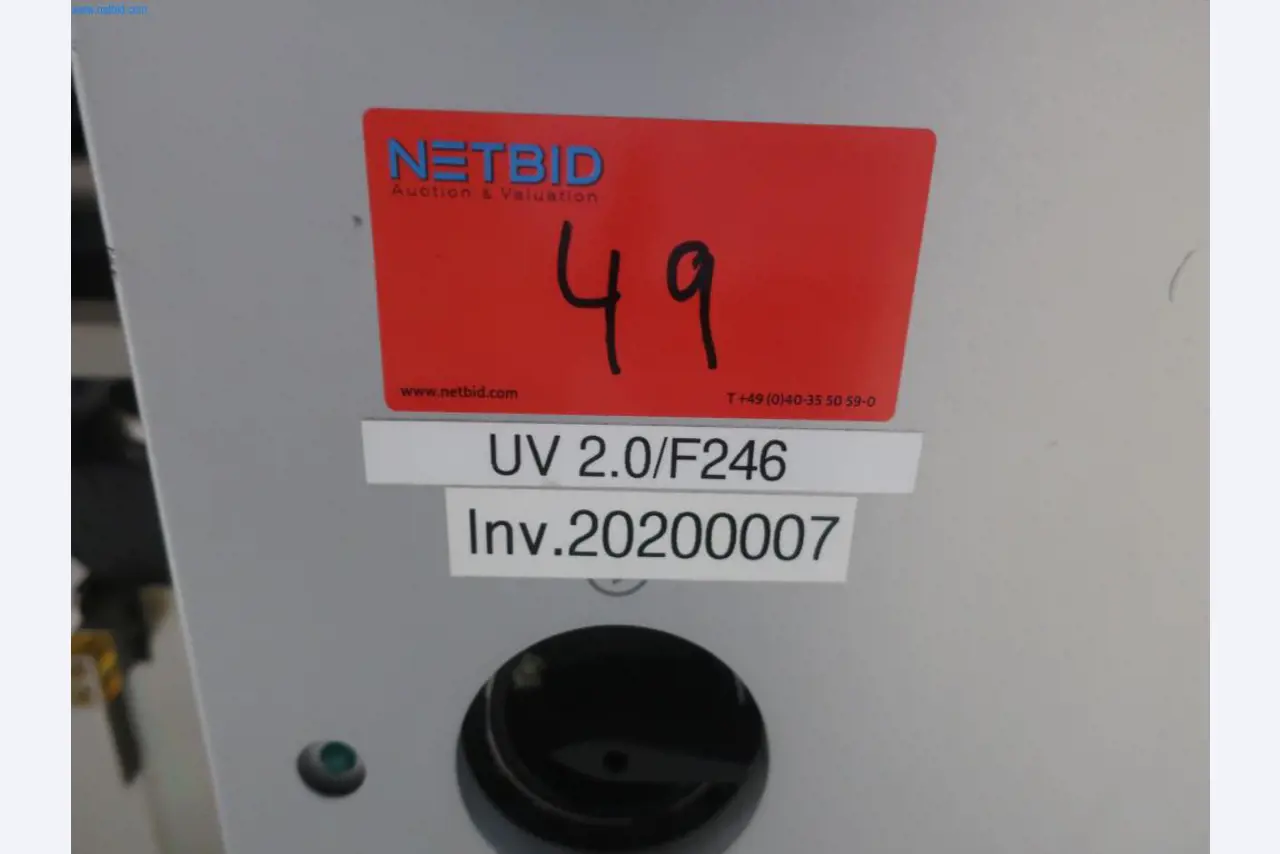 www.netbid.com
NETBID
Auction & Valuation
49
www.netbid.com
T +49 (0)40-35 50 59-0
UV 2.0/F246
Inv.20200007